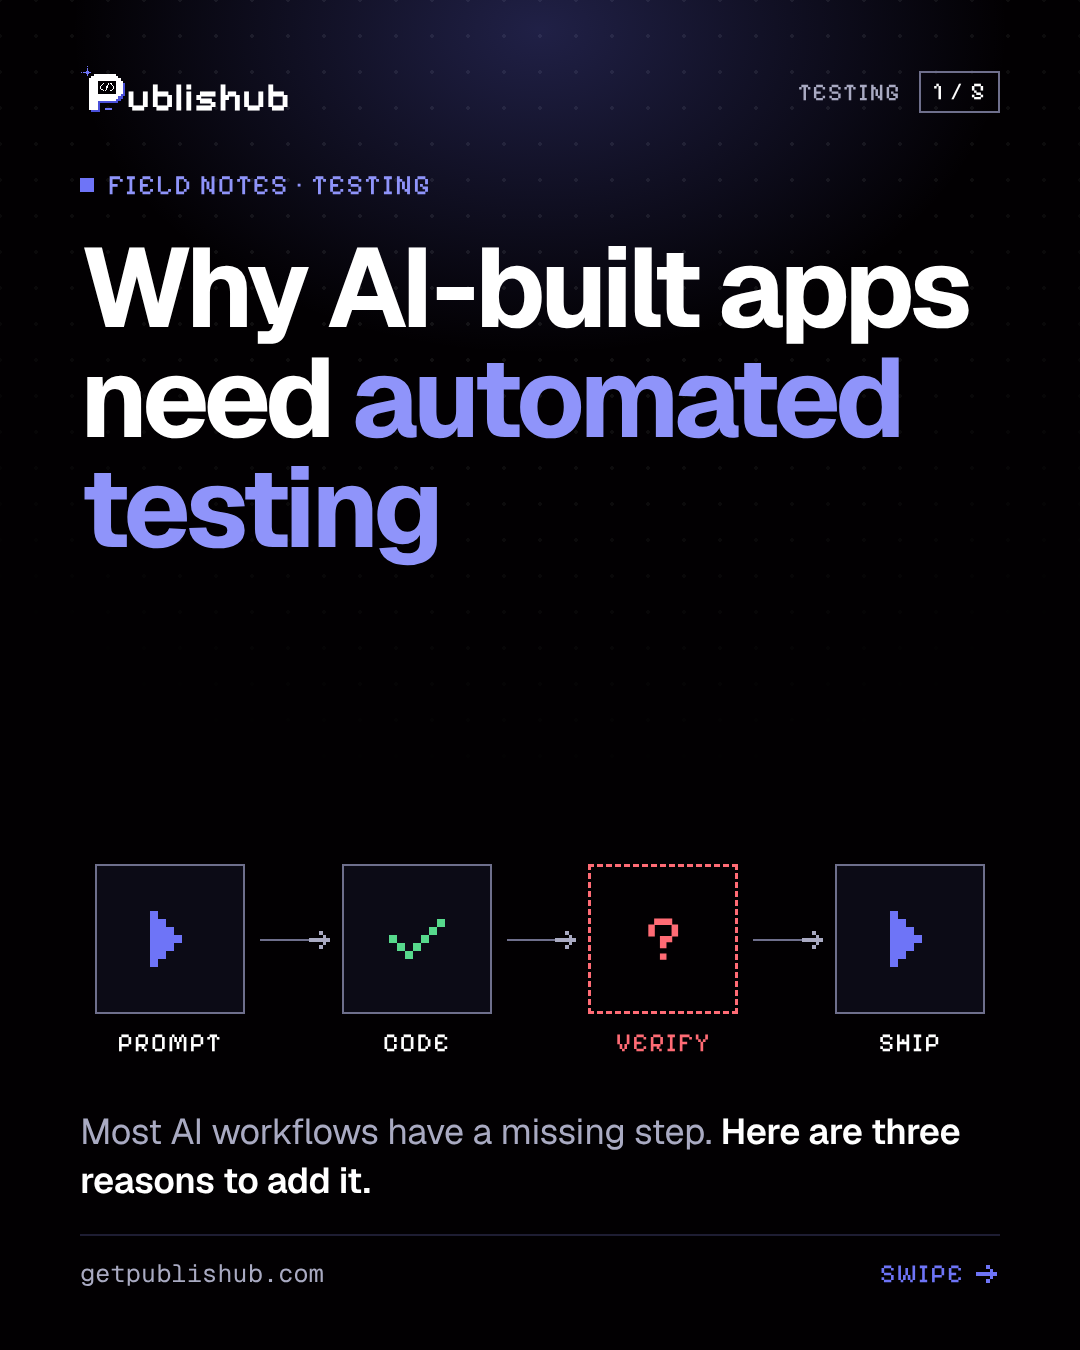 Publishub
TESTING
1 / 8
FIELD NOTES · TESTING
Why AI-built apps
need automated
testing
?
PROMPT
CODE
VERIFY
SHIP
Most AI workflows have a missing step. Here are three
reasons to add it.
getpublishub.com
SWIPE →